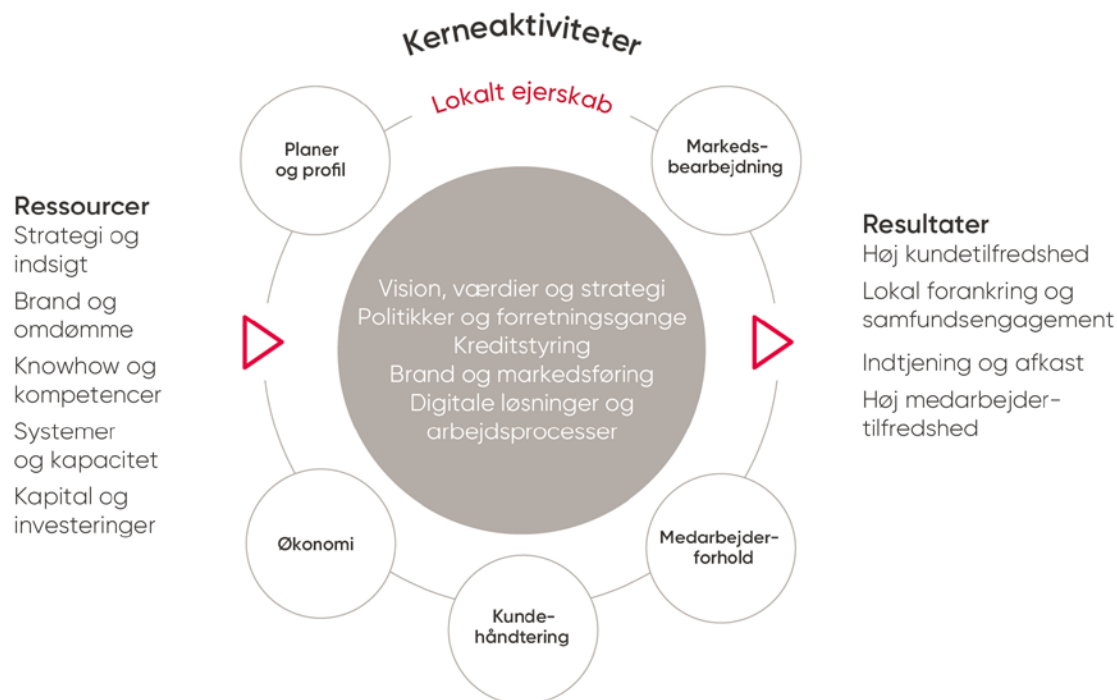 Kerneaktiviteter
Lokalt ejerskab
Planer
og profil
Markeds-
bearbejdning
Ressourcer
Strategi og
indsigt
Brand og
omdømme
Knowhow og
kompetencer
Systemer
og kapacitet
Kapital og
investeringer
Vision, værdier og strategi
Politikker og forretningsgange
Kreditstyring
Brand og markedsføring
Digitale løsninger og
arbejdsprocesser
Økonomi
Kunde-
håndtering
Medarbejder-
forhold
Resultater
Høj kundetilfredshed
Lokal forankring og
samfundsengagement
Indtjening og afkast
Høj medarbejder-
tilfredshed